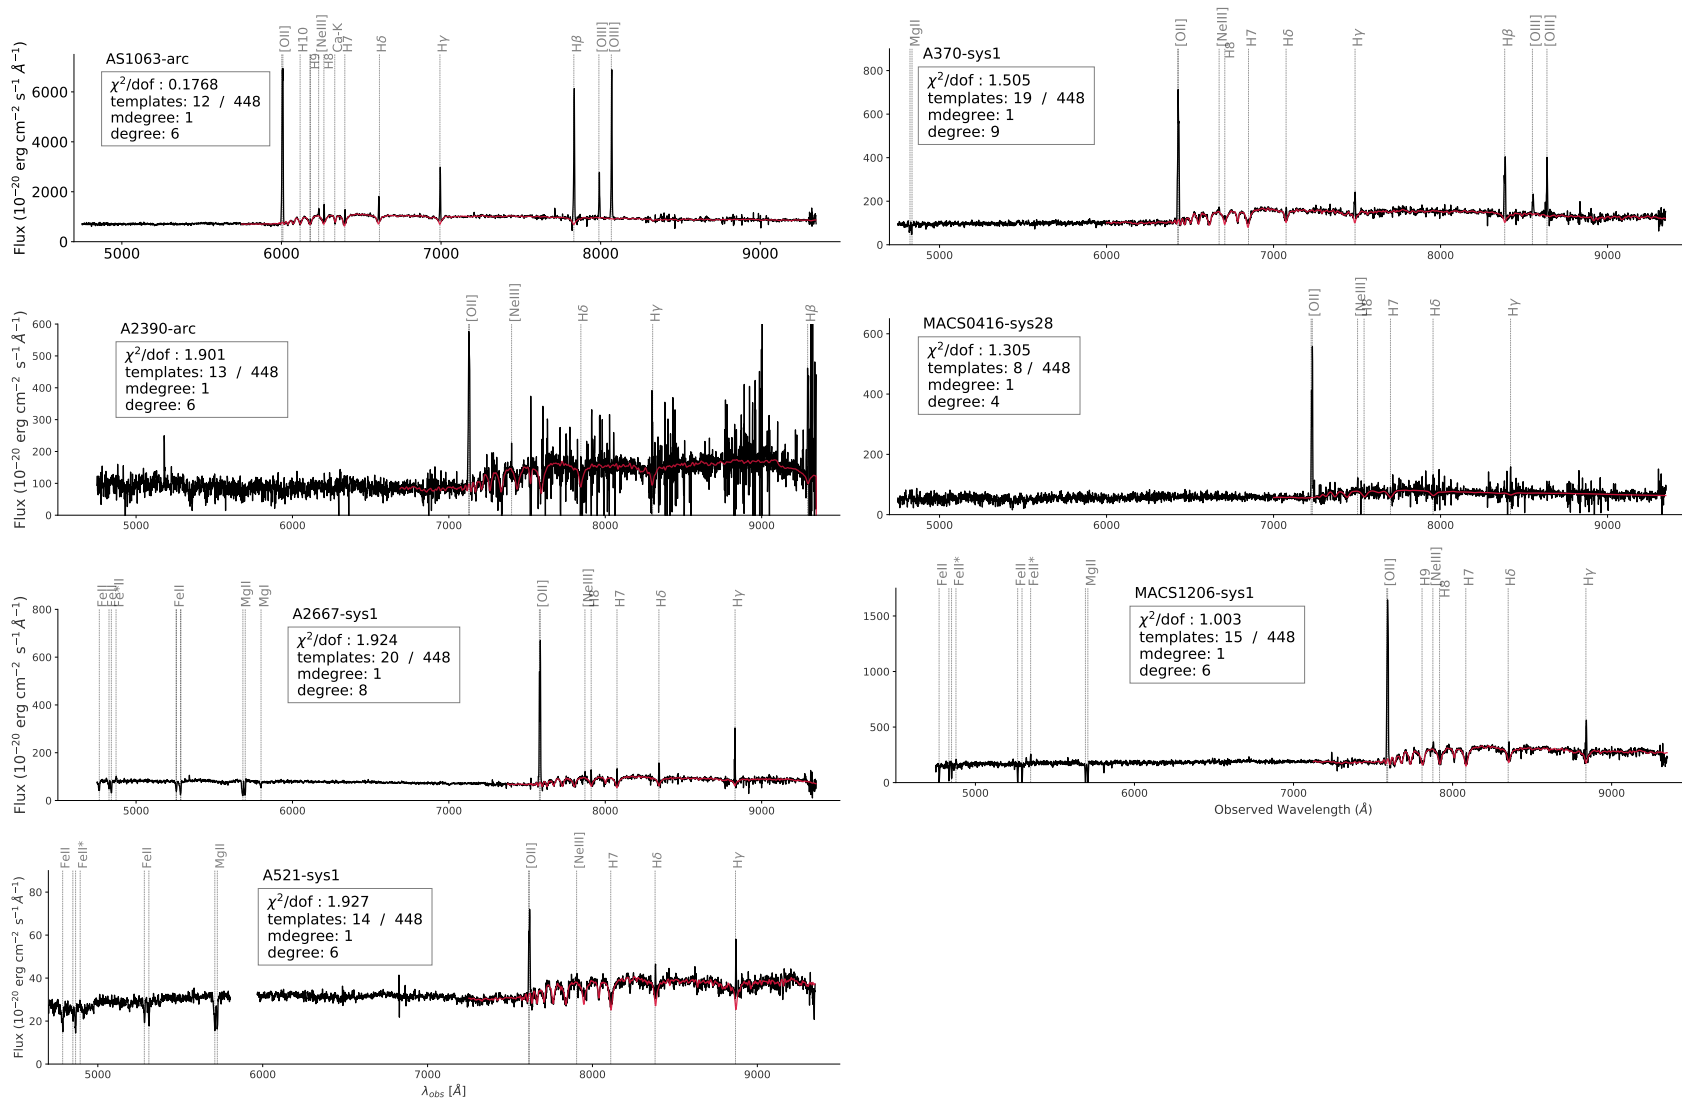 [OII]
H10
H9
[NeIII]
H8
Ca-K
H7
Hδ
Hγ
Hβ
[OIII]
[OIII]
AS1063-arc
χ²/dof : 0.1768
templates: 12 / 448
mdegree: 1
degree: 6
Flux (10⁻²⁰ erg cm⁻² s⁻¹ Å⁻¹)
6000
4000
2000
0
5000 6000 7000 8000 9000
MgII
[OII]
[NeIII]
H8
H7
Hδ
Hγ
Hβ
[OIII]
[OIII]
A370-sys1
χ²/dof : 1.505
templates: 19 / 448
mdegree: 1
degree: 9
800
600
400
200
0
5000 6000 7000 8000 9000
[OII]
[NeIII]
Hδ
Hγ
Hβ
A2390-arc
χ²/dof : 1.901
templates: 13 / 448
mdegree: 1
degree: 6
Flux (10⁻²⁰ erg cm⁻² s⁻¹ Å⁻¹)
600
500
400
300
200
100
0
5000 6000 7000 8000 9000
[OII]
[NeIII]
H8
H7
Hδ
Hγ
MACS0416-sys28
χ²/dof : 1.305
templates: 8 / 448
mdegree: 1
degree: 4
600
400
200
0
5000 6000 7000 8000 9000
FeII
FeII
Fe*II
FeII
MgII
MgI
[OII]
[NeIII]
H8
H7
Hδ
Hγ
A2667-sys1
χ²/dof : 1.924
templates: 20 / 448
mdegree: 1
degree: 8
Flux (10⁻²⁰ erg cm⁻² s⁻¹ Å⁻¹)
800
600
400
200
0
5000 6000 7000 8000 9000
FeII
FeII*
FeII
FeII*
MgII
[OII]
H9
[NeIII]
H8
H7
Hδ
Hγ
MACS1206-sys1
χ²/dof : 1.003
templates: 15 / 448
mdegree: 1
degree: 6
1500
1000
500
0
5000 6000 7000 8000 9000
Observed Wavelength (Å)
FeII
FeII*
FeII
MgII
[OII]
[NeIII]
H7
Hδ
Hγ
A521-sys1
χ²/dof : 1.927
templates: 14 / 448
mdegree: 1
degree: 6
Flux (10⁻²⁰ erg cm⁻² s⁻¹ Å⁻¹)
80
60
40
20
0
5000 6000 7000 8000 9000
λobs [Å]